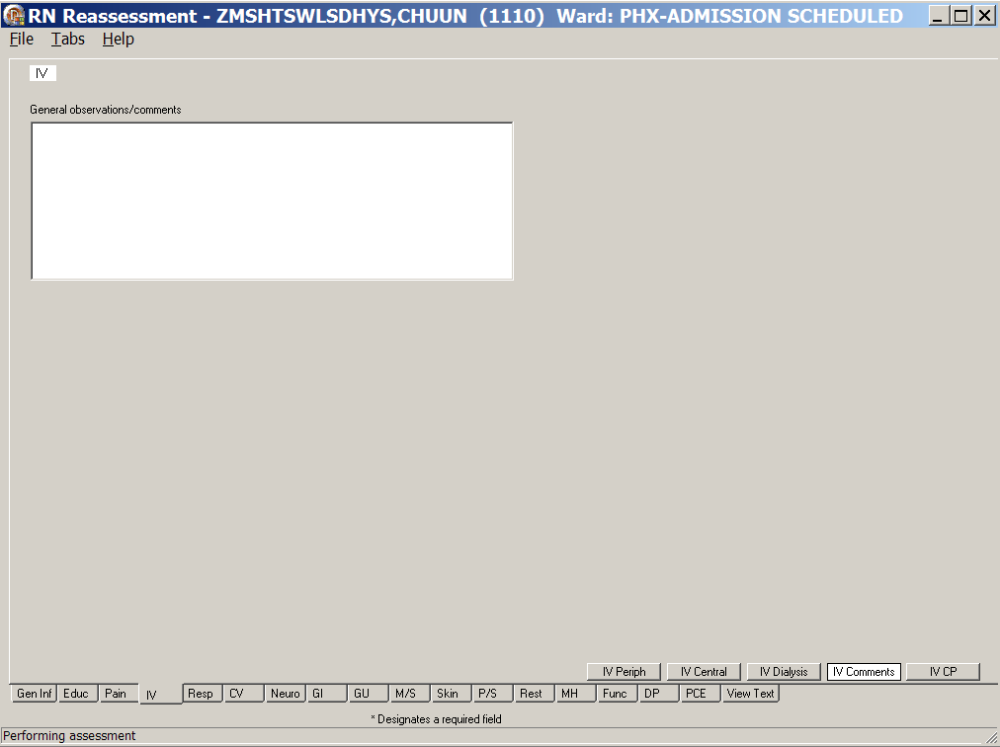 RN Reassessment - ZMSHTSWLSDHYS,CHUUN (1110) Ward: PHX-ADMISSION SCHEDULED
File Tabs Help
IV
General observations/comments
IV Periph IV Central IV Dialysis IV Comments IV CP
Gen Inf Educ Pain IV Resp CV Neuro GI GU M/S Skin P/S Rest MH Func DP PCE View Text
* Designates a required field
Performing assessment